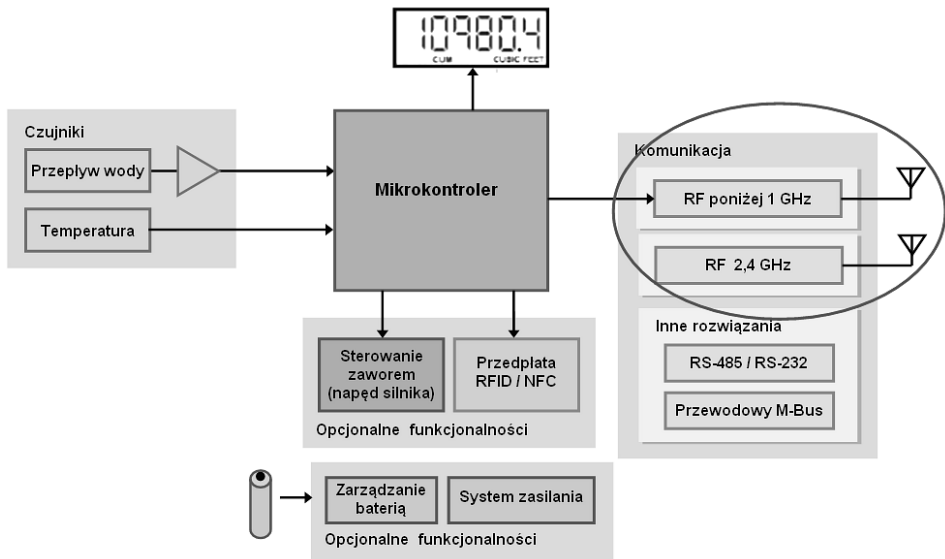 10980.4
CUM CUBIC FEET
Czujniki
Przepływ wody
Temperatura
Mikrokontroler
Komunikacja
RF poniżej 1 GHz
RF 2,4 GHz
Inne rozwiązania
RS-485 / RS-232
Przewodowy M-Bus
Sterowanie
zaworem
(napęd silnika)
Przedpłata
RFID / NFC
Opcjonalne funkcjonalności
Zarządzanie
baterią
System zasilania
Opcjonalne funkcjonalności